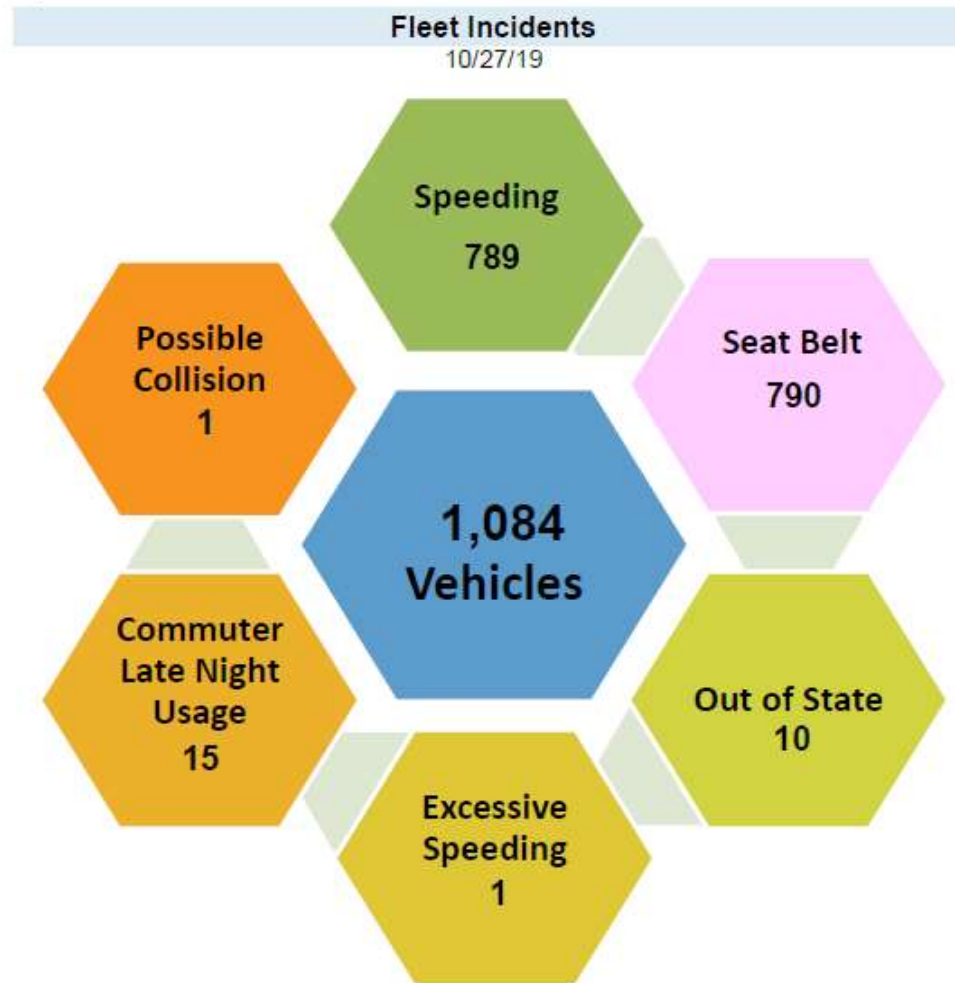 Fleet Incidents
10/27/19
Speeding
789
Seat Belt
790
Out of State
10
Excessive
Speeding
1
Commuter
Late Night
Usage
15
Possible
Collision
1
1,084
Vehicles